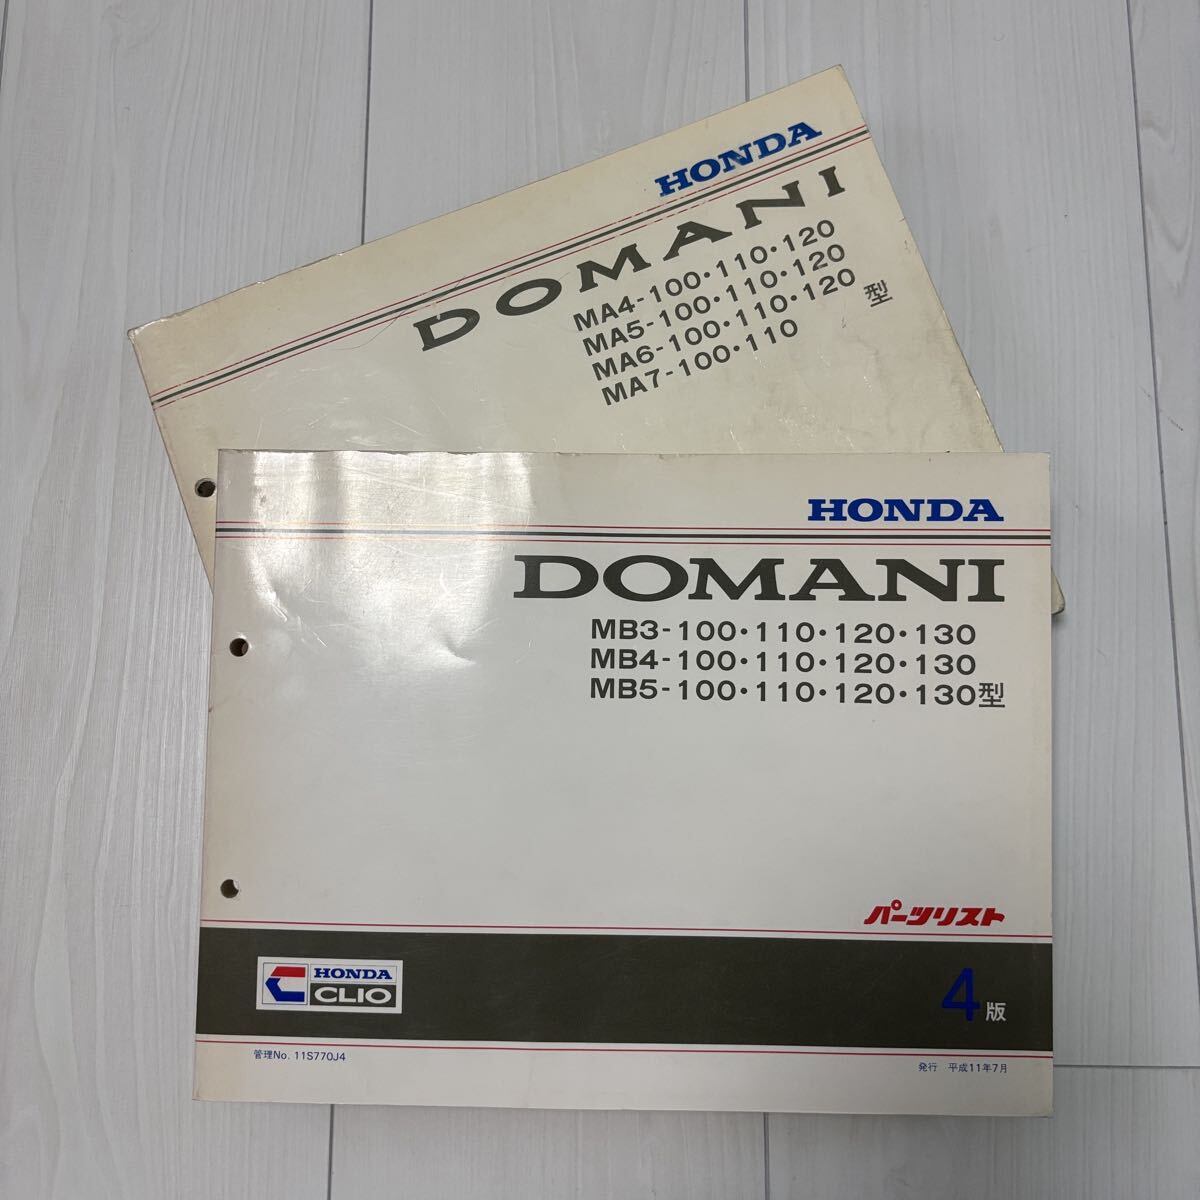 HONDA
DOMANI
MA4-100・110・120
MA5-100・110・120
MA6-100・110・120
MA7-100・110 型
HONDA
DOMANI
MB3-100・110・120・130
MB4-100・110・120・130
MB5-100・110・120・130型
パーツリスト
HONDA
CLIO
4版
管理No. 11S770J4
発行 平成11年7月